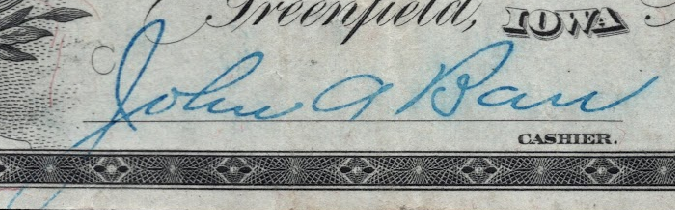 Greenfield, IOWA
John A Barr
CASHIER.